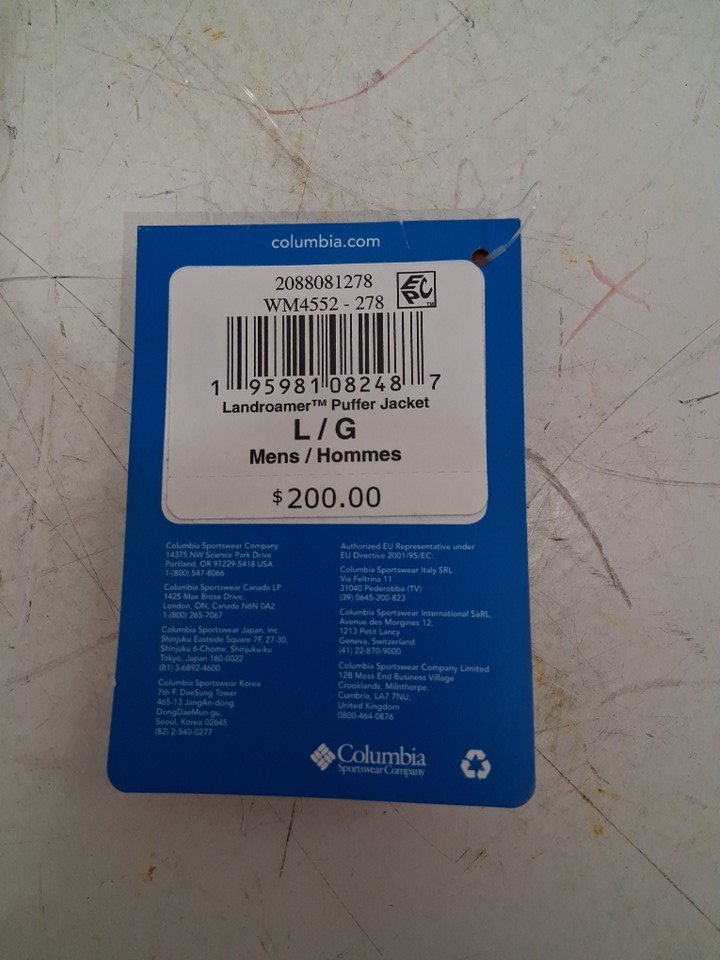 columbia.com
2088081278
WM4552 - 278
EPC™
1 95981 08248 7
Landroamer™ Puffer Jacket
L / G
Mens / Hommes
$200.00
Columbia Sportswear Company
14375 NW Science Park Drive
Portland, OR 97229-5418 USA
1-(800) 547-8066
Columbia Sportswear Canada LP
1425 Max Brose Drive,
London, ON, Canada N6N 0A2
1-(800) 265-7067
Columbia Sportswear Japan, Inc.
Shinjuku Eastside Square 7F, 27-30,
Shinjuku 6-Chome, Shinjuku-ku
Tokyo, Japan 160-0022
(81) 3-6892-4600
Columbia Sportswear Korea
7th F. DaeSung Tower
465-13 JangAn-dong,
DongDaeMun-gu,
Seoul, Korea 02645
(82) 2-540-0277
Authorized EU Representative under
EU Directive 2001/95/EC:
Columbia Sportswear Italy SRL
Via Feltrina 11
31040 Pederobba (TV)
(39) 0645-200-823
Columbia Sportswear International SaRL,
Avenue des Morgines 12,
1213 Petit Lancy
Geneva, Switzerland
(41) 22-870-9000
Columbia Sportswear Company Limited
12B Moss End Business Village
Crooklands, Milnthorpe,
Cumbria, LA7 7NU,
United Kingdom
0800-464-0876
Columbia
Sportswear Company